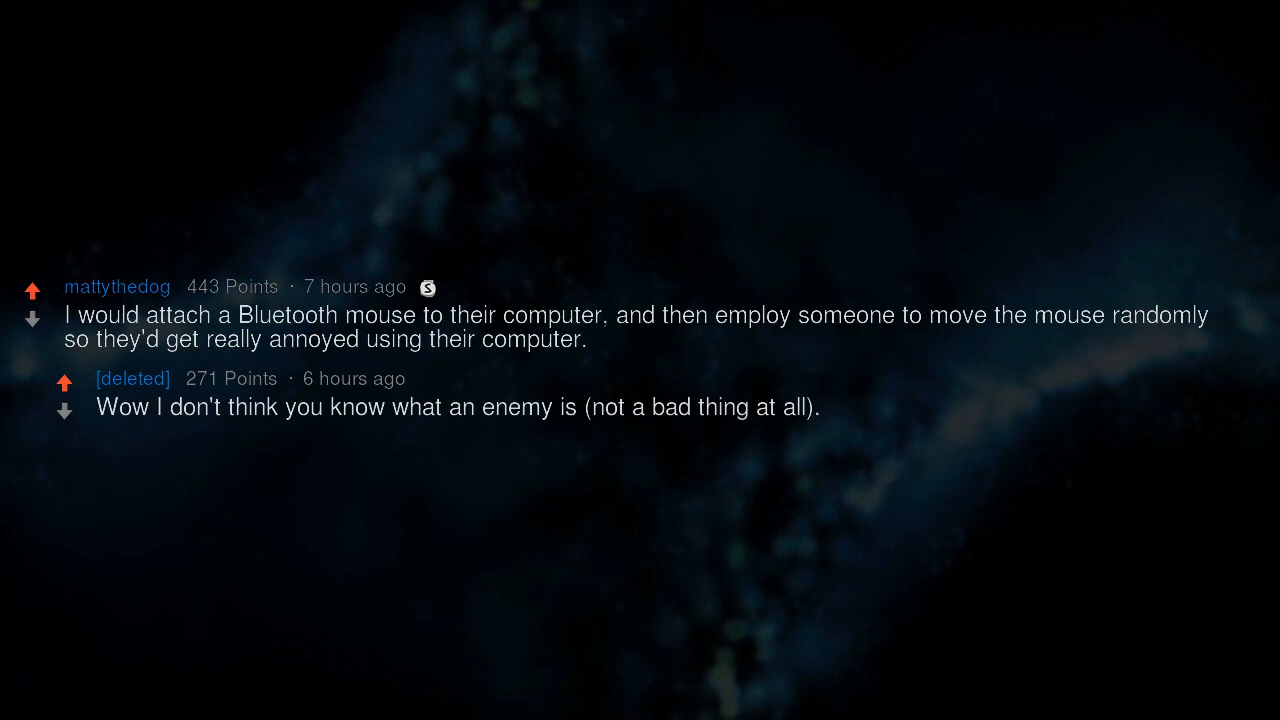 mattythedog 443 Points · 7 hours ago S
I would attach a Bluetooth mouse to their computer, and then employ someone to move the mouse randomly
so they'd get really annoyed using their computer.
[deleted] 271 Points · 6 hours ago
Wow I don't think you know what an enemy is (not a bad thing at all).